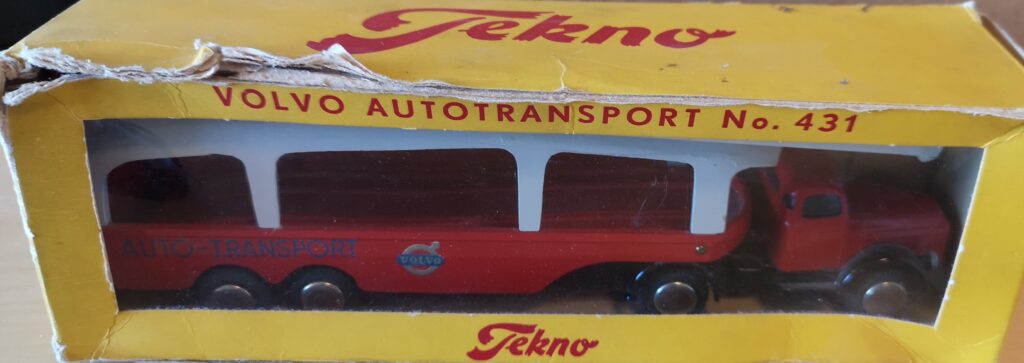 Tekno
VOLVO AUTOTRANSPORT No. 431
AUTO-TRANSPORT
VOLVO
Tekno